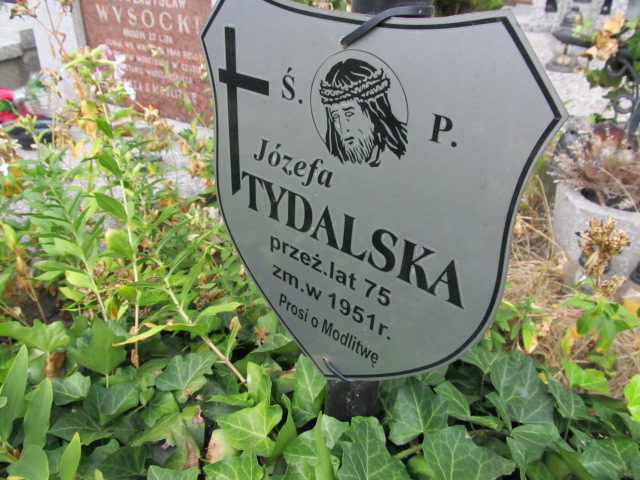 WYSOCKI
Ś. P.
Józefa
TYDALSKA
przeż.lat 75
zm.w 1951r.
Prosi o Modlitwę